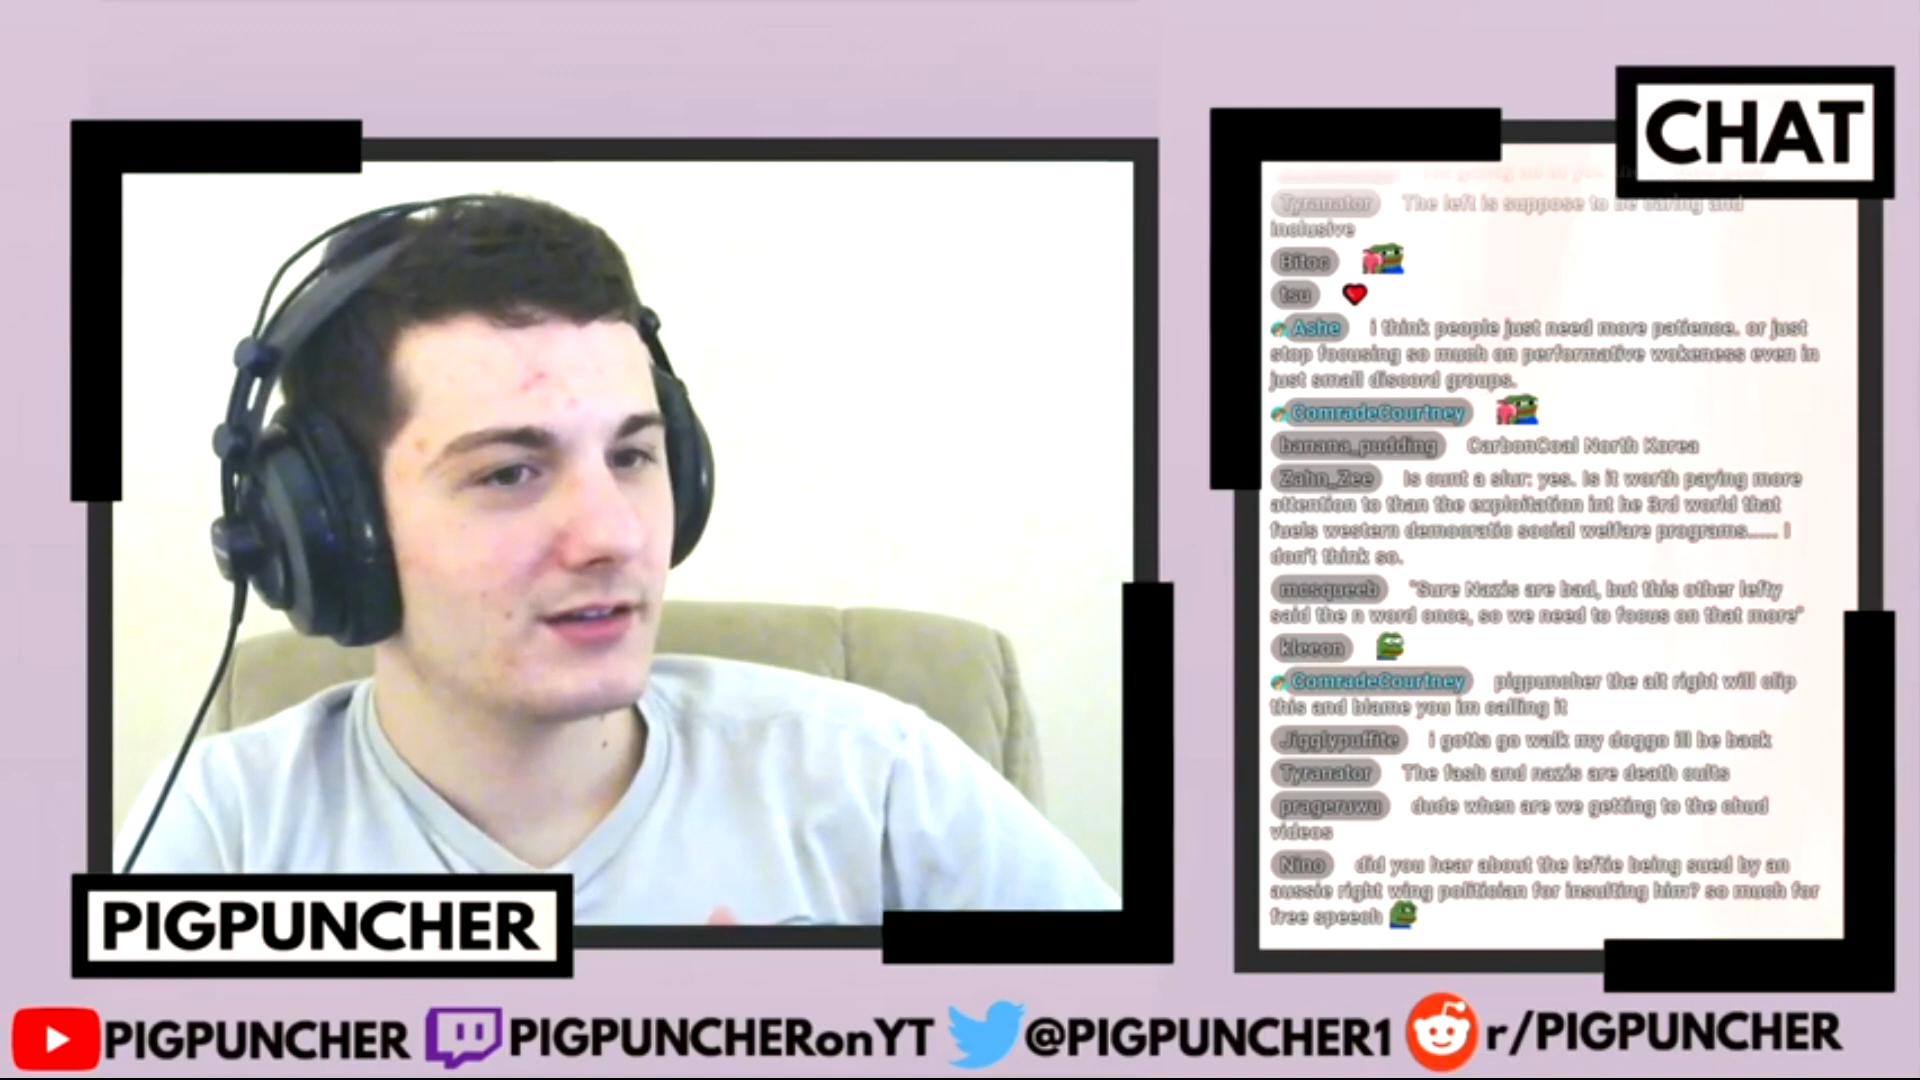 CHAT
Tyranator The left is suppose to be caring and
inclusive
Bitoc
tsu
Ashe i think people just need more patience. or just
stop focusing so much on performative wokeness even in
just small discord groups.
ComradeCourtney
banana_pudding CarbonCoal North Korea
Zahn_Zee Is cunt a slur: yes. Is it worth paying more
attention to than the exploitation int he 3rd world that
fuels western democratic social welfare programs..... I
don't think so.
mcsqueeb "Sure Nazis are bad, but this other lefty
said the n word once, so we need to focus on that more"
kleeon
ComradeCourtney pigpuncher the alt right will clip
this and blame you im calling it
Jigglypuffite i gotta go walk my doggo ill be back
Tyranator The fash and nazis are death cults
prageruwu dude when are we getting to the chud
videos
Nino did you hear about the leftie being sued by an
aussie right wing politician for insulting him? so much for
free speech
PIGPUNCHER
PIGPUNCHER PIGPUNCHERonYT @PIGPUNCHER1 r/PIGPUNCHER